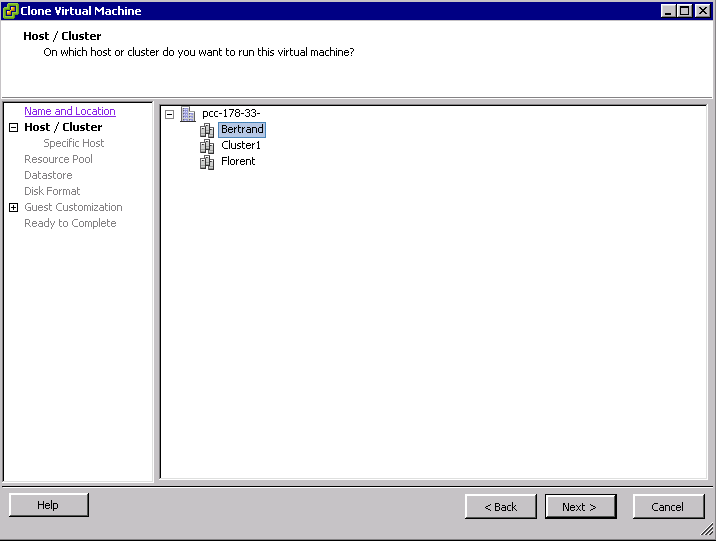 Clone Virtual Machine
Host / Cluster
On which host or cluster do you want to run this virtual machine?
Name and Location
Host / Cluster
Specific Host
Resource Pool
Datastore
Disk Format
Guest Customization
Ready to Complete
pcc-178-33-
Bertrand
Cluster1
Florent
Help
< Back
Next >
Cancel